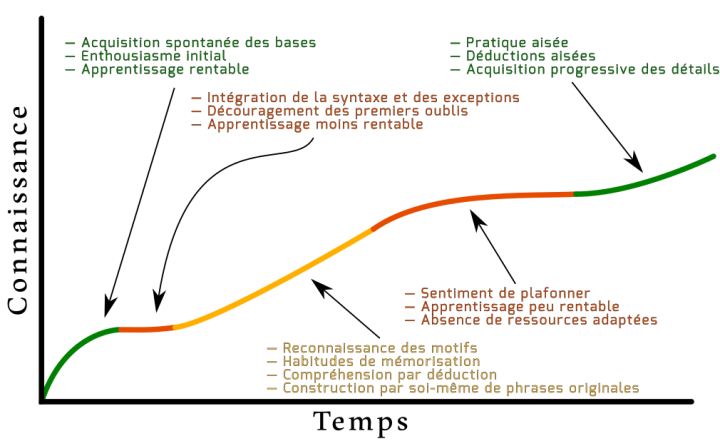 — Acquisition spontanée des bases
— Enthousiasme initial
— Apprentissage rentable
— Pratique aisée
— Déductions aisées
— Acquisition progressive des détails
— Intégration de la syntaxe et des exceptions
— Découragement des premiers oublis
— Apprentissage moins rentable
Connaissance
— Sentiment de plafonner
— Apprentissage peu rentable
— Absence de ressources adaptées
— Reconnaissance des motifs
— Habitudes de mémorisation
— Compréhension par déduction
— Construction par soi-même de phrases originales
Temps